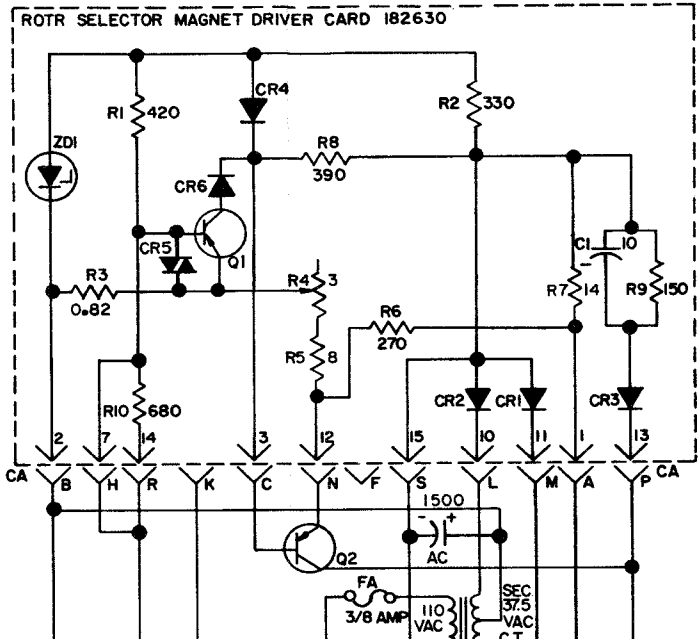 ROTR SELECTOR MAGNET DRIVER CARD 182630
CR4
R1 420
R2 330
ZD1
R8
390
CR6
CR5
Q1
C1 10
R3
0.82
R4 3
R7 14
R9 150
R6
270
R5 8
R10 680
CR2 CR1 CR3
2 7 14 3 12 15 10 11 1 13
CA B H R K C N F S L M A P CA
1500
- +
AC
Q2
FA
3/8 AMP
110
VAC
SEC
37.5
VAC
C.T.